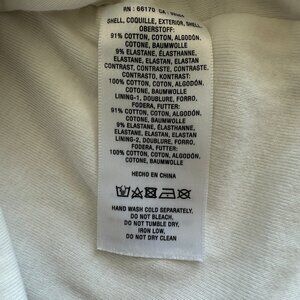 RN: 66170 CA:
SHELL, COQUILLE, EXTERIOR, SHELL,
OBERSTOFF:
91% COTTON, COTON, ALGODÓN,
COTONE, BAUMWOLLE
9% ELASTANE, ÉLASTHANNE,
ELASTANE, ELASTAN, ELASTAN
CONTRAST, CONTRASTE, CONTRASTE,
CONTRASTO, KONTRAST:
100% COTTON, COTON, ALGODÓN,
COTONE, BAUMWOLLE
LINING-1, DOUBLURE, FORRO,
FODERA, FUTTER:
91% COTTON, COTON, ALGODÓN,
COTONE, BAUMWOLLE
9% ELASTANE, ÉLASTHANNE,
ELASTANE, ELASTAN, ELASTAN
LINING-2, DOUBLURE, FORRO,
FODERA, FUTTER:
100% COTTON, COTON, ALGODÓN,
COTONE, BAUMWOLLE
HECHO EN CHINA
HAND WASH COLD SEPARATELY,
DO NOT BLEACH,
DO NOT TUMBLE DRY,
IRON LOW,
DO NOT DRY CLEAN